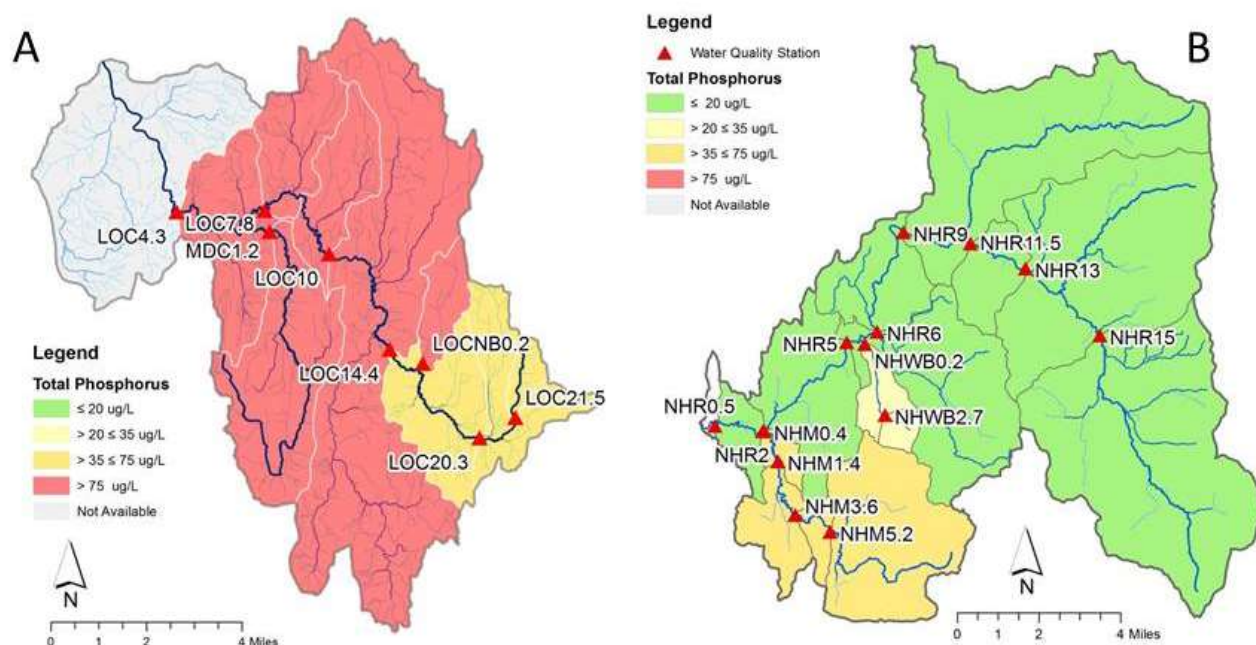 A
LOC4.3
LOC7.8
MDC1.2
LOC10
LOCNB0.2
LOC14.4
LOC21.5
LOC20.3
Legend
Total Phosphorus
≤ 20 ug/L
> 20 ≤ 35 ug/L
> 35 ≤ 75 ug/L
> 75 ug/L
Not Available
N
0 1 2 4 Miles
Legend
Water Quality Station
Total Phosphorus
≤ 20 ug/L
> 20 ≤ 35 ug/L
> 35 ≤ 75 ug/L
> 75 ug/L
Not Available
B
NHR9
NHR11.5
NHR13
NHR6
NHR5
NHWB0.2
NHR15
NHR0.5
NHM0.4
NHWB2.7
NHR2
NHM1.4
NHM3.6
NHM5.2
N
0 1 2 4 Miles